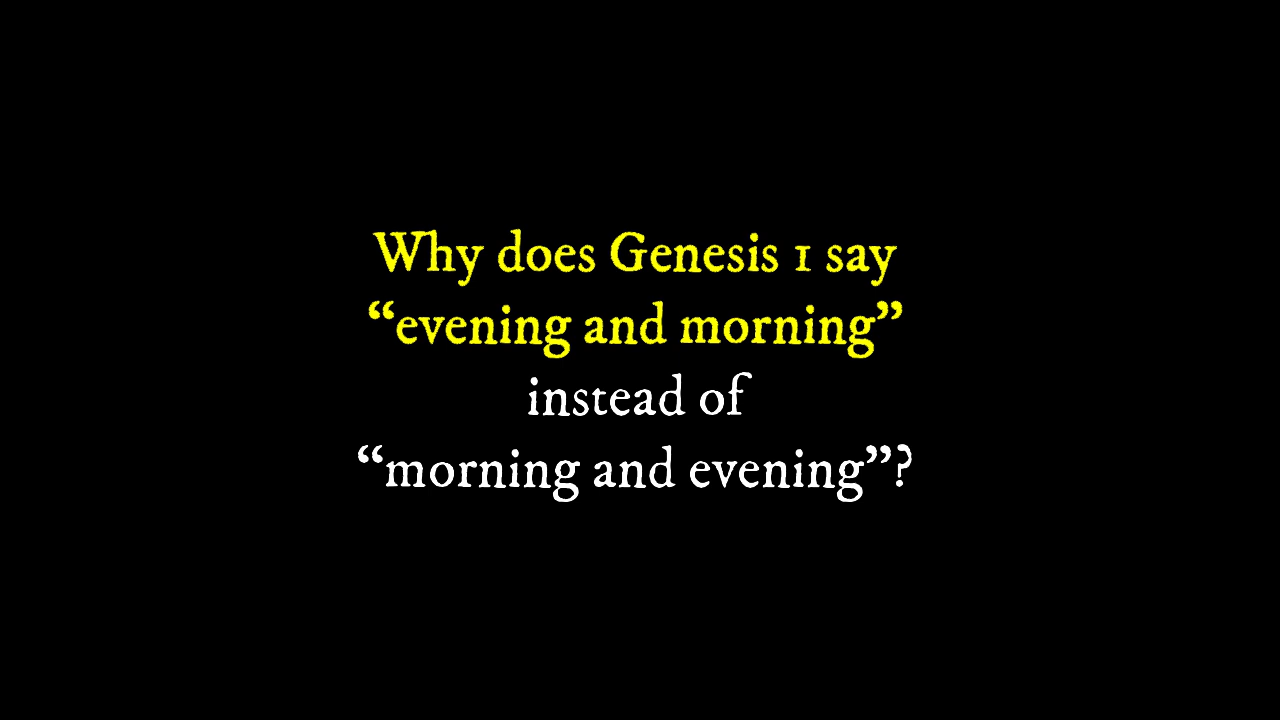 Why does Genesis 1 say
“evening and morning”
instead of
“morning and evening”?